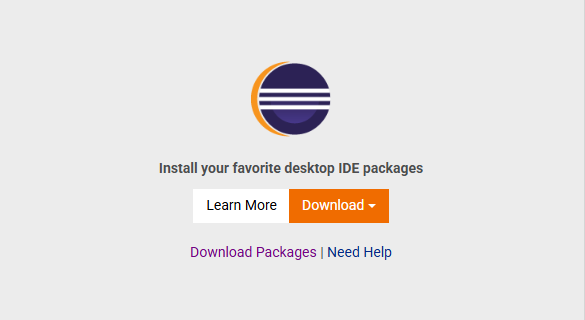 Install your favorite desktop IDE packages
Learn More Download
Download Packages | Need Help